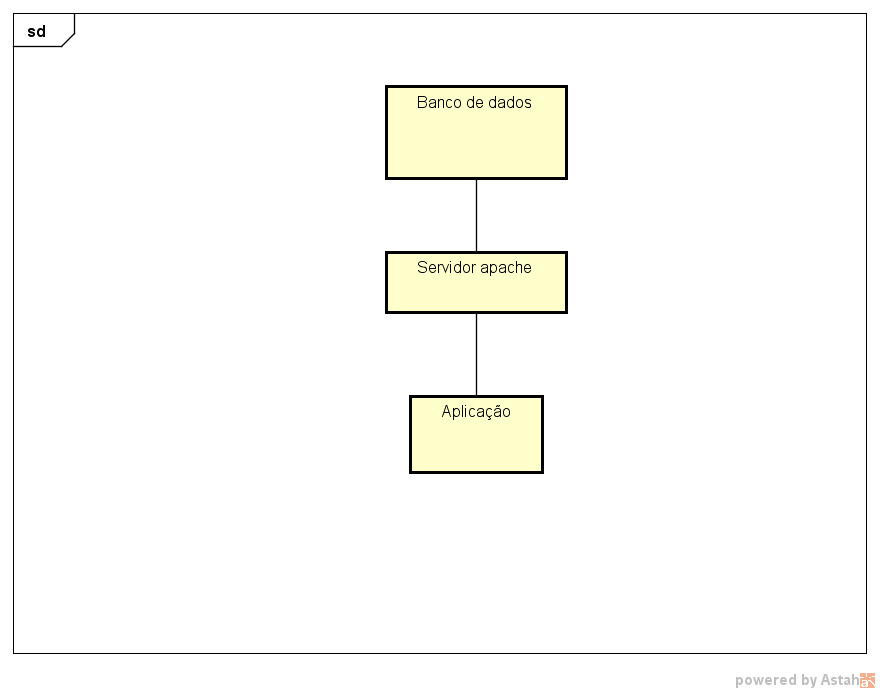 sd
Banco de dados
Servidor apache
Aplicação
powered by Astah